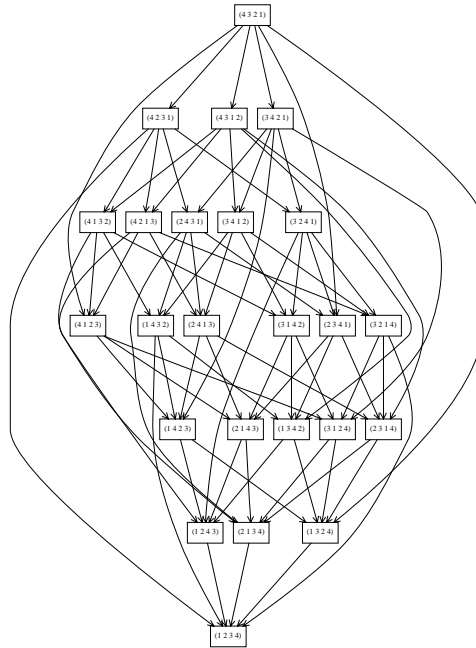 (4 3 2 1)
(4 2 3 1) (4 3 1 2) (3 4 2 1)
(4 1 3 2) (4 2 1 3) (2 4 3 1) (3 4 1 2) (3 2 4 1)
(4 1 2 3) (1 4 3 2) (2 4 1 3) (3 1 4 2) (2 3 4 1) (3 2 1 4)
(1 4 2 3) (2 1 4 3) (1 3 4 2) (3 1 2 4) (2 3 1 4)
(1 2 4 3) (2 1 3 4) (1 3 2 4)
(1 2 3 4)